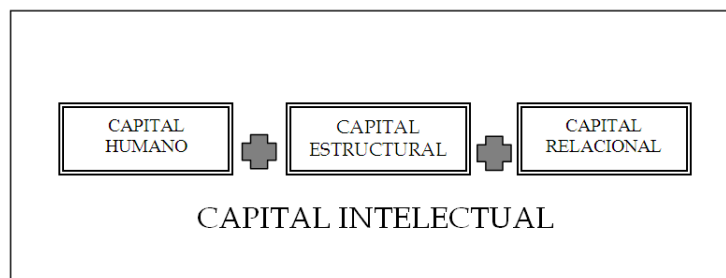 CAPITAL
HUMANO
CAPITAL
ESTRUCTURAL
CAPITAL
RELACIONAL
CAPITAL INTELECTUAL